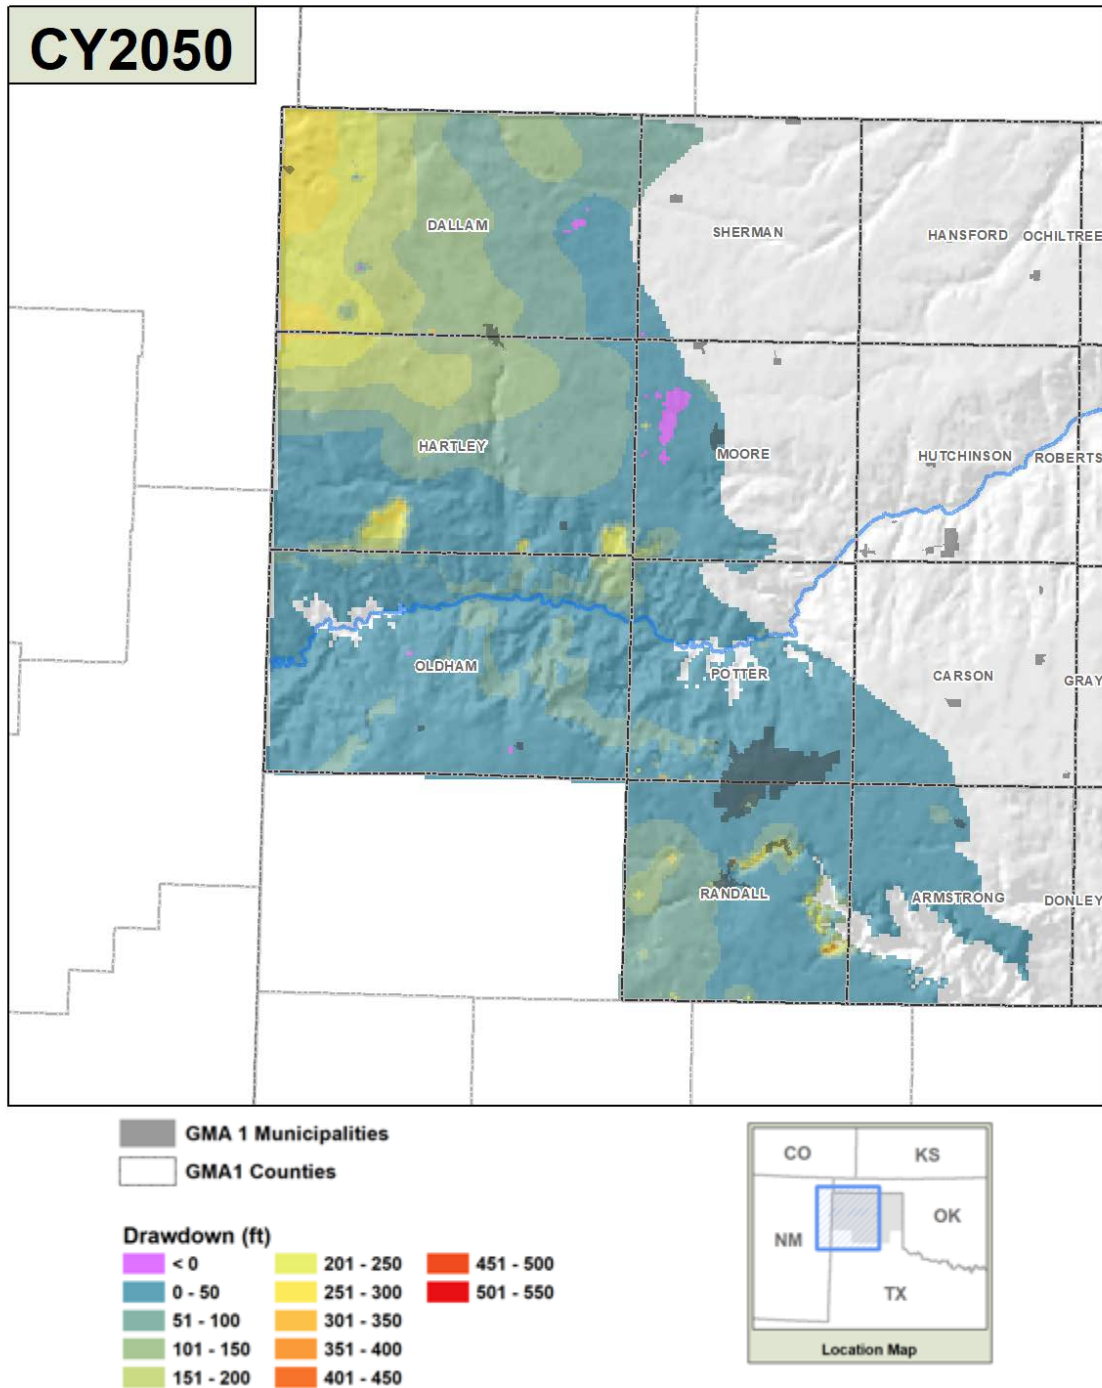 CY2050
DALLAM
SHERMAN
HANSFORD
OCHILTREE
HARTLEY
MOORE
HUTCHINSON
ROBERTS
OLDHAM
POTTER
CARSON
GRAY
RANDALL
ARMSTRONG
DONLEY
GMA 1 Municipalities
GMA1 Counties
Drawdown (ft)
< 0
0 - 50
51 - 100
101 - 150
151 - 200
201 - 250
251 - 300
301 - 350
351 - 400
401 - 450
451 - 500
501 - 550
CO
KS
NM
OK
TX
Location Map